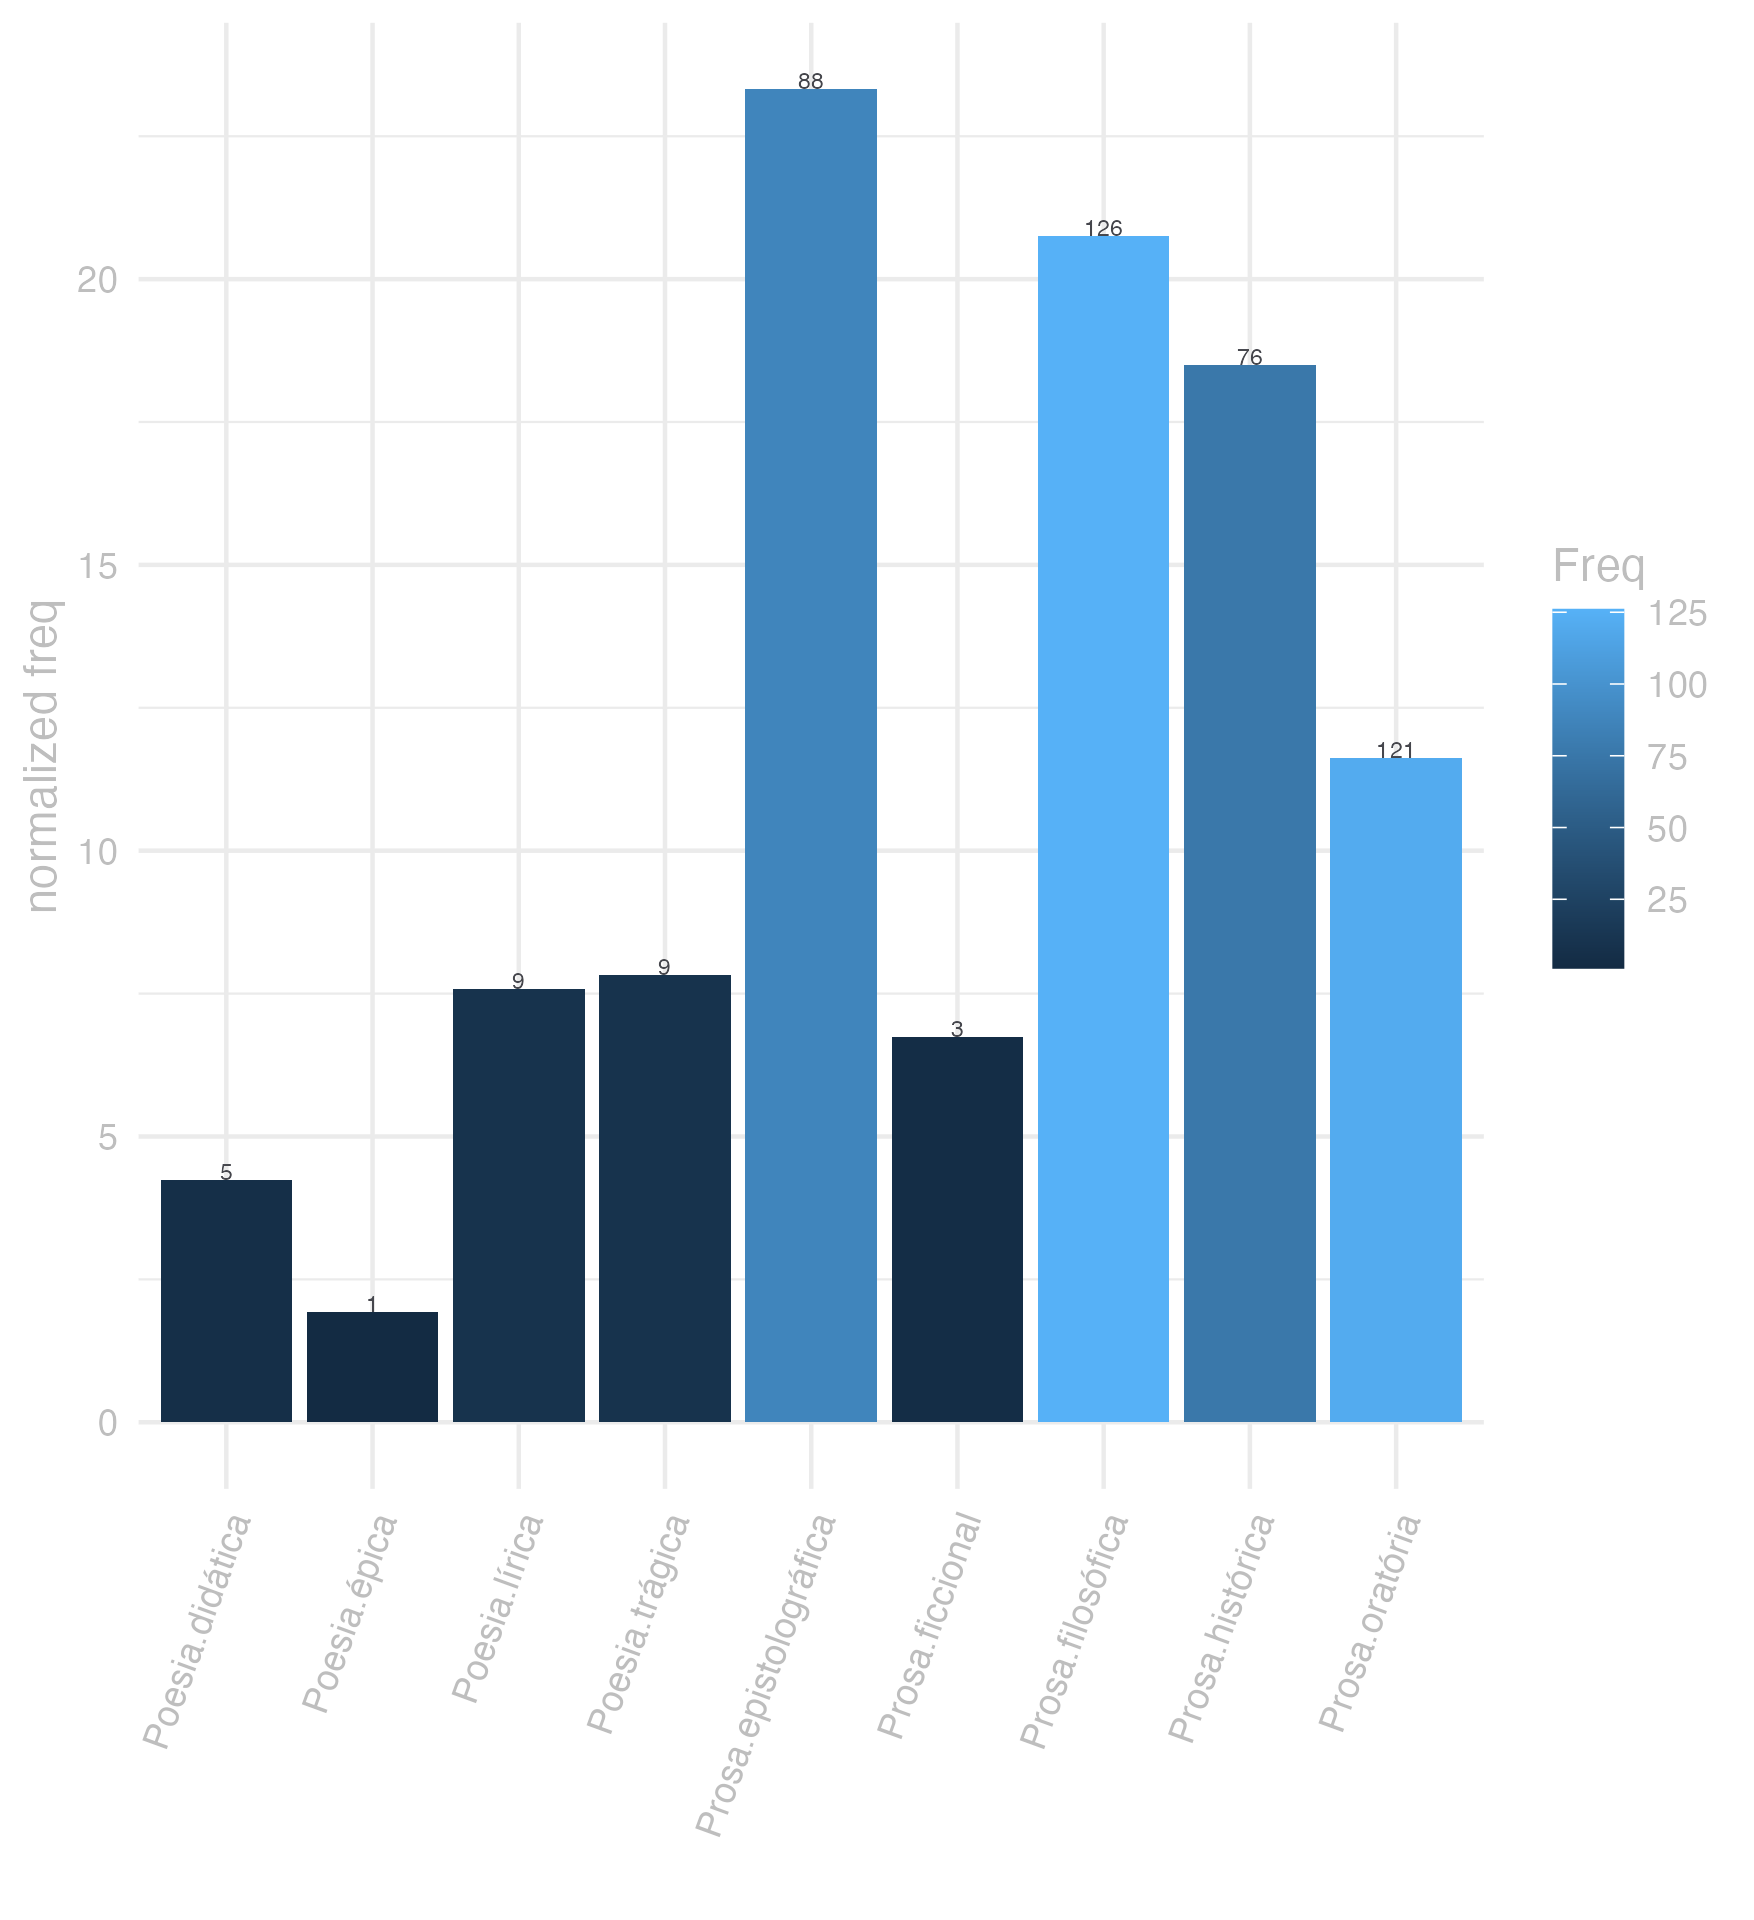 88
126
76
121
9
9
3
5
1
20
15
10
5
0
normalized freq
Poesia.didática
Poesia.épica
Poesia.lírica
Poesia.trágica
Prosa.epistolográfica
Prosa.ficcional
Prosa.filosófica
Prosa.histórica
Prosa.oratória
Freq
125
100
75
50
25